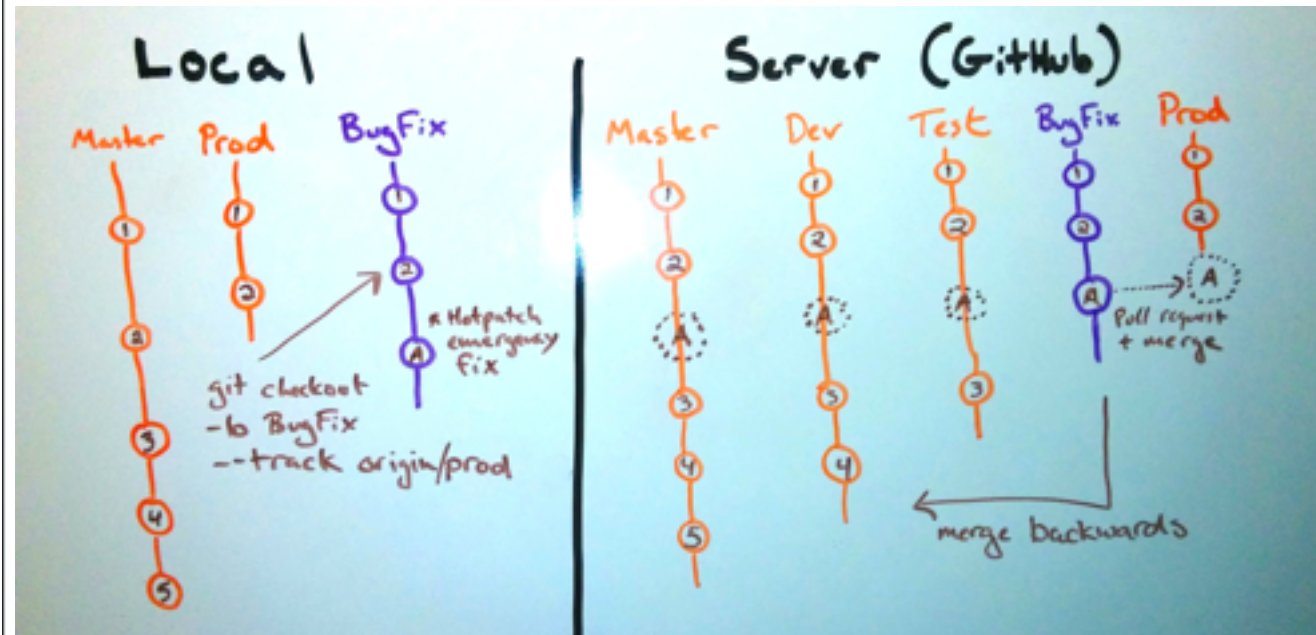 Local
Master
Prod
BugFix
1
2
3
4
5
1
2
1
2
A
* Hotpatch
emergency
fix
git checkout
-b BugFix
--track origin/prod
Server (GitHub)
Master
Dev
Test
BugFix
Prod
1
2
A
3
4
5
1
2
A
3
4
1
2
A
3
1
2
A
1
2
A
Pull request
+ merge
merge backwards